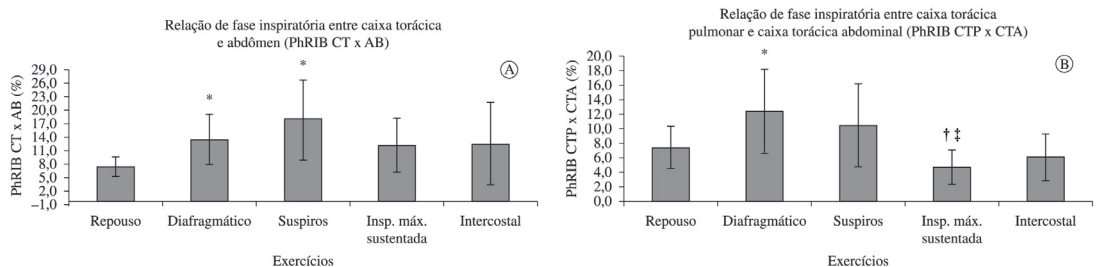 Relação de fase inspiratória entre caixa torácica
e abdômen (PhRIB CT x AB)
A
PhRIB CT x AB (%)
29,0
26,0
23,0
20,0
17,0
14,0
11,0
8,0
5,0
2,0
–1,0
*
*
Repouso
Diafragmático
Suspiros
Insp. máx.
sustentada
Intercostal
Exercícios
Relação de fase inspiratória entre caixa torácica
pulmonar e caixa torácica abdominal (PhRIB CTP x CTA)
B
PhRIB CTP x CTA (%)
20,0
18,0
16,0
14,0
12,0
10,0
8,0
6,0
4,0
2,0
0,0
*
† ‡
Repouso
Diafragmático
Suspiros
Insp. máx.
sustentada
Intercostal
Exercícios